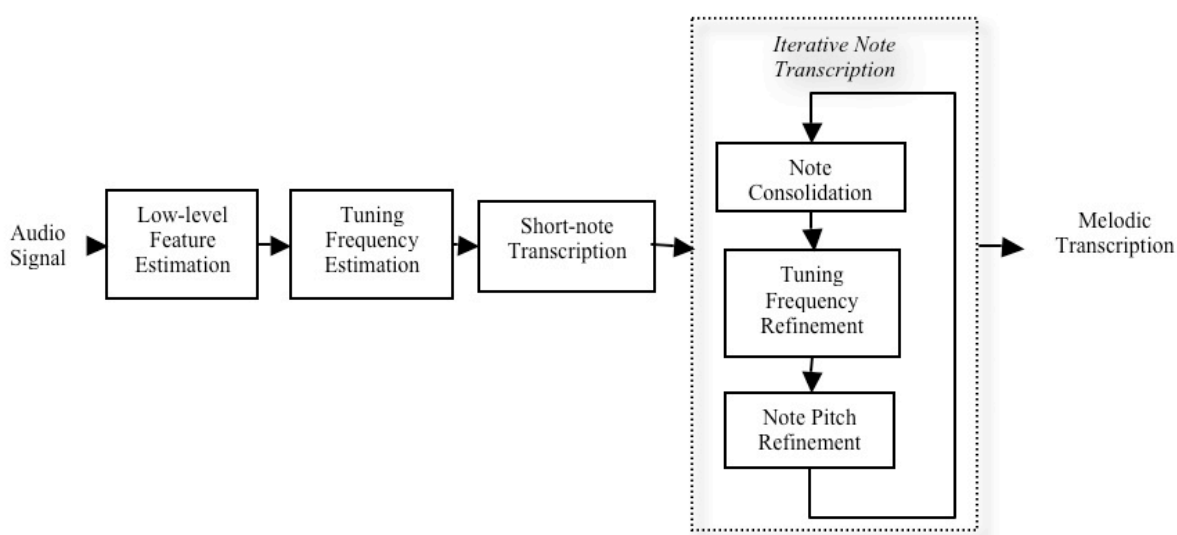 Audio
Signal
Low-level
Feature
Estimation
Tuning
Frequency
Estimation
Short-note
Transcription
Iterative Note
Transcription
Note
Consolidation
Tuning
Frequency
Refinement
Note Pitch
Refinement
Melodic
Transcription